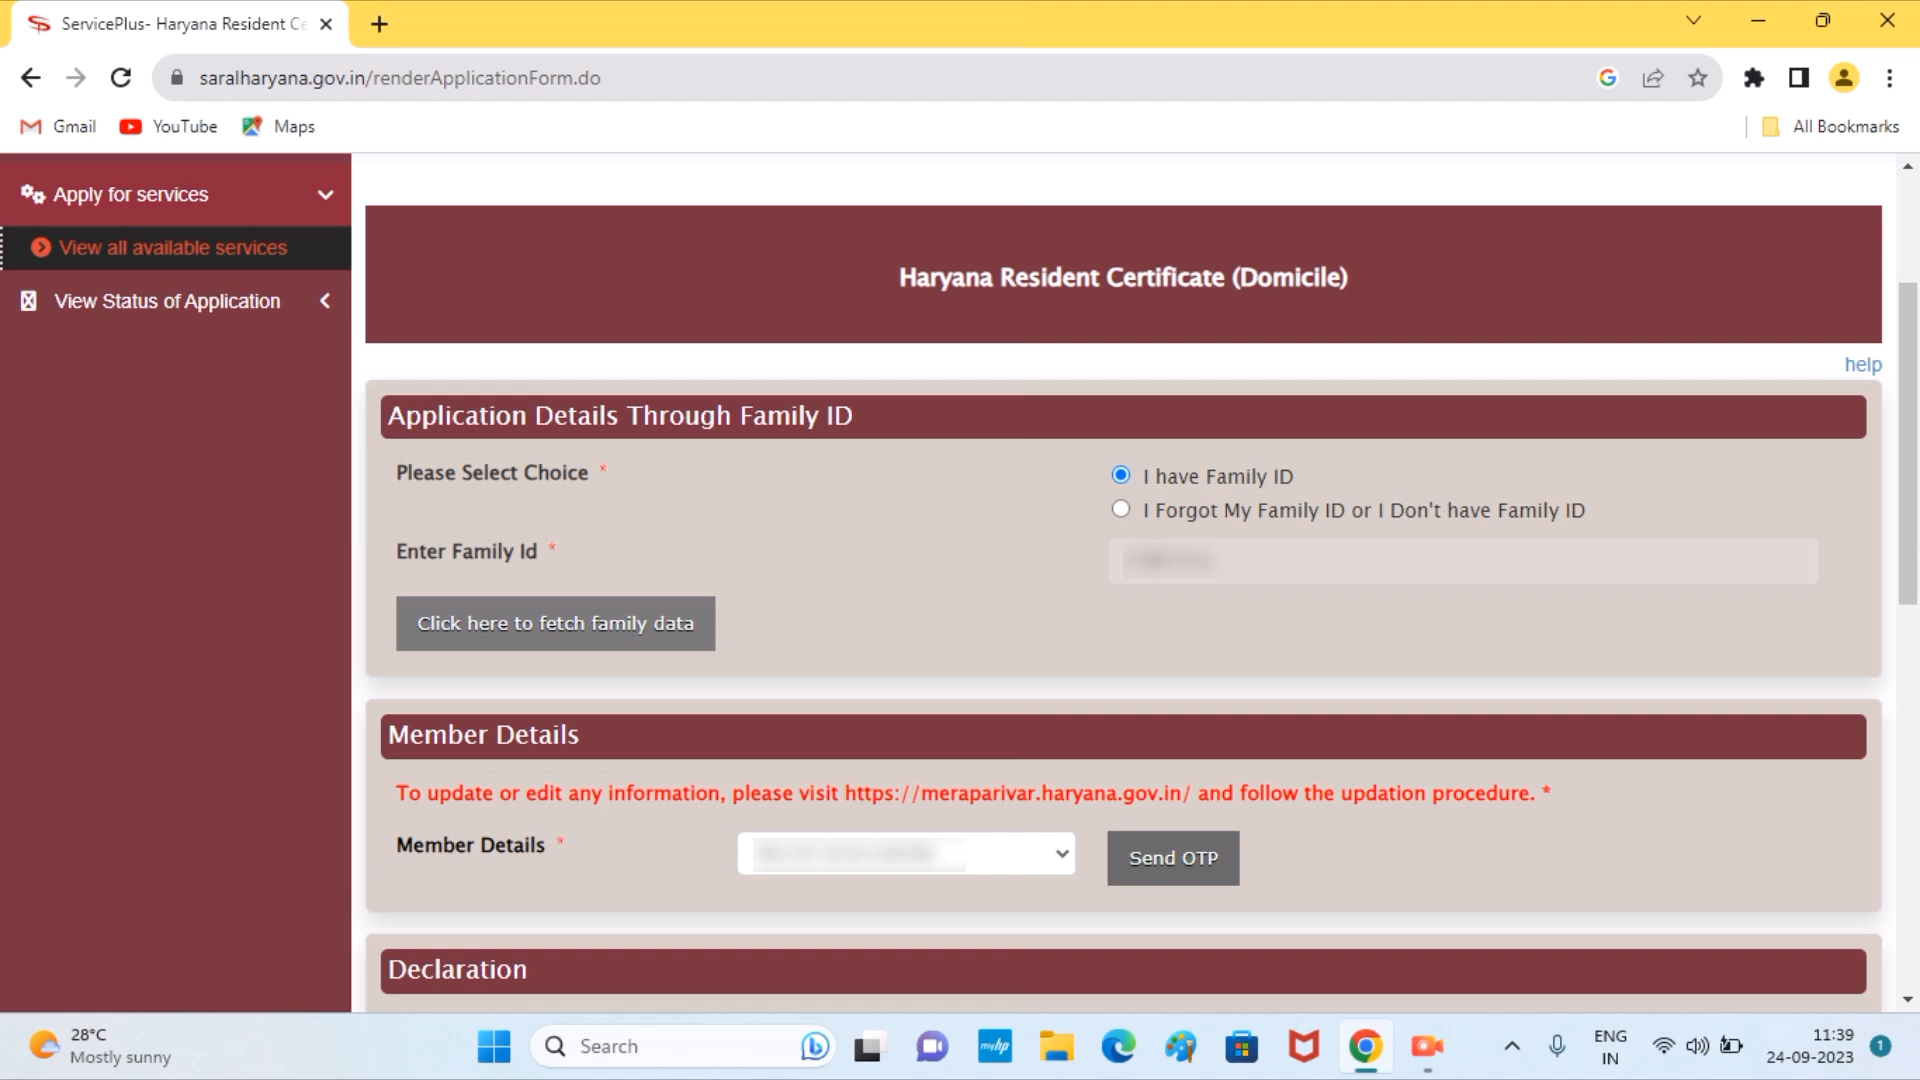 ServicePlus- Haryana Resident Ce
saralharyana.gov.in/renderApplicationForm.do
Gmail
YouTube
Maps
All Bookmarks
Apply for services
View all available services
View Status of Application
Haryana Resident Certificate (Domicile)
help
Application Details Through Family ID
Please Select Choice *
I have Family ID
I Forgot My Family ID or I Don't have Family ID
Enter Family Id *
Click here to fetch family data
Member Details
To update or edit any information, please visit https://meraparivar.haryana.gov.in/ and follow the updation procedure. *
Member Details *
Send OTP
Declaration
28°C
Mostly sunny
Search
myhp
ENG
IN
11:39
24-09-2023
1